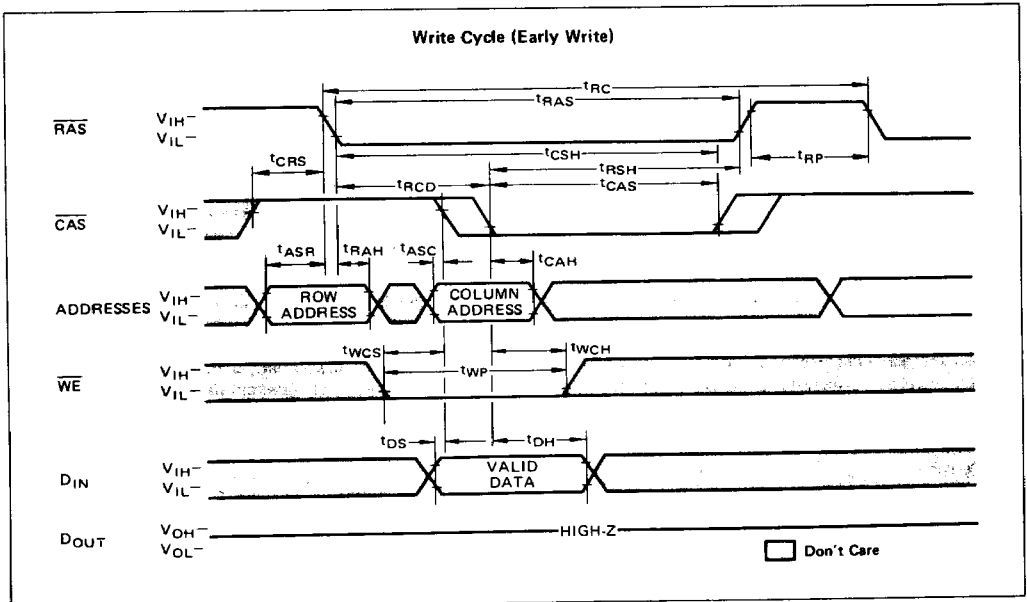 Write Cycle (Early Write)
tRC
tRAS
RAS
VIH–
VIL–
tCSH
tCRS
tRSH
tRP
tRCD
tCAS
CAS
VIH–
VIL–
tASR
tRAH
tASC
tCAH
ADDRESSES
VIH–
VIL–
ROW
ADDRESS
COLUMN
ADDRESS
tWCS
tWCH
tWP
WE
VIH–
VIL–
tDS
tDH
DIN
VIH–
VIL–
VALID
DATA
DOUT
VOH–
VOL–
HIGH-Z
Don't Care